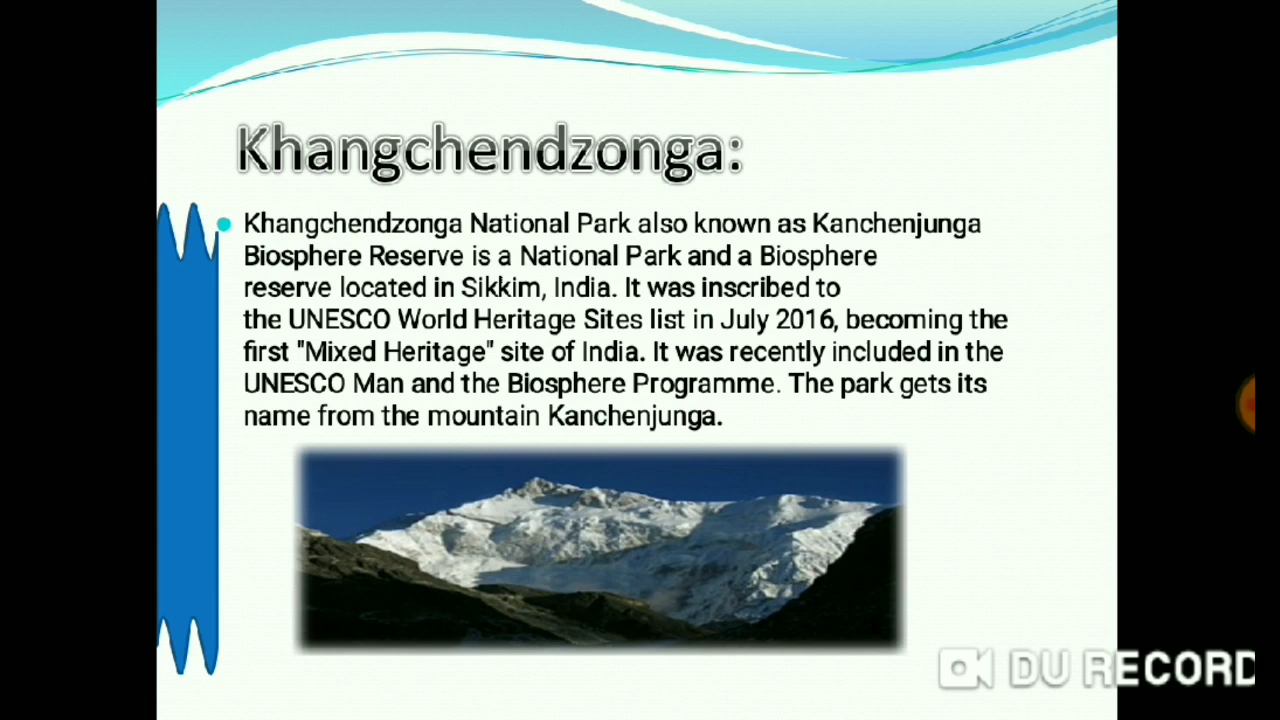 Khangchendzonga:
Khangchendzonga National Park also known as Kanchenjunga
Biosphere Reserve is a National Park and a Biosphere
reserve located in Sikkim, India. It was inscribed to
the UNESCO World Heritage Sites list in July 2016, becoming the
first "Mixed Heritage" site of India. It was recently included in the
UNESCO Man and the Biosphere Programme. The park gets its
name from the mountain Kanchenjunga.
DU RECORD